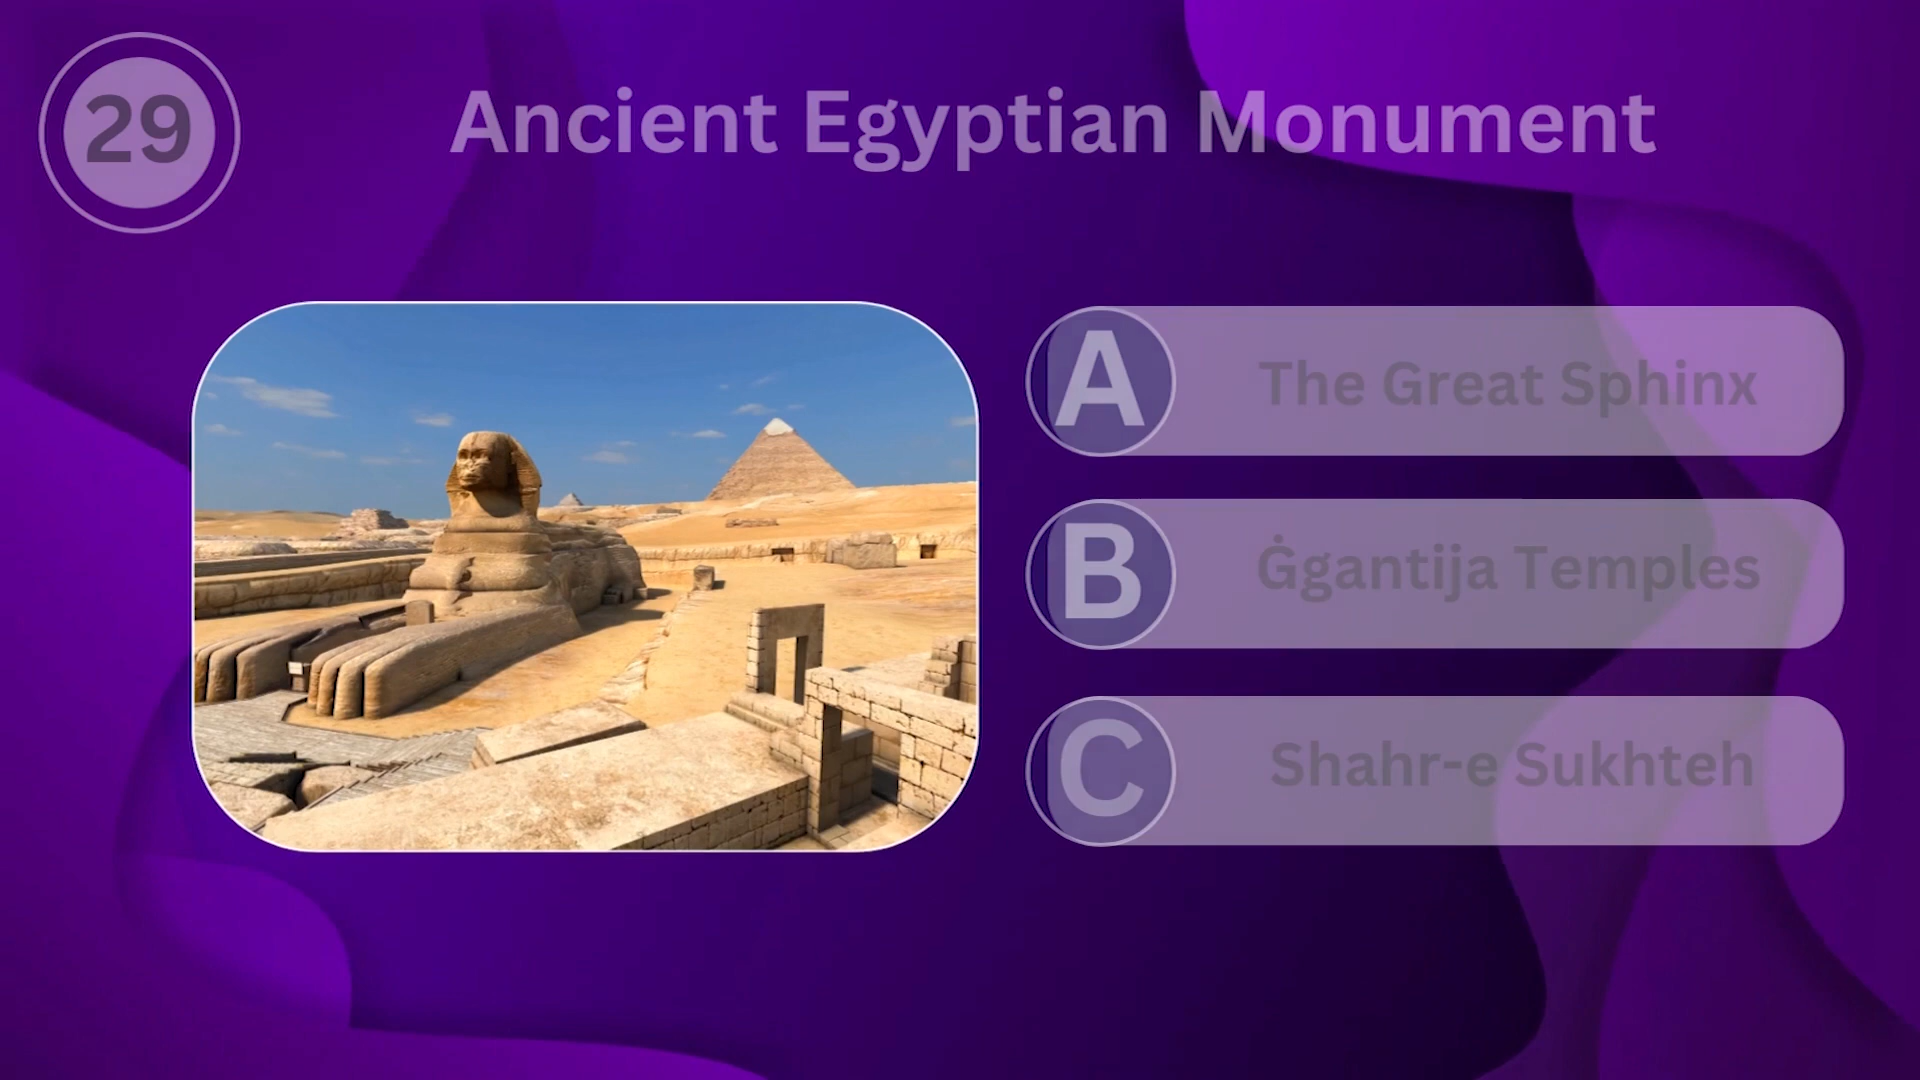 29
Ancient Egyptian Monument
A
The Great Sphinx
B
Ġgantija Temples
C
Shahr-e Sukhteh